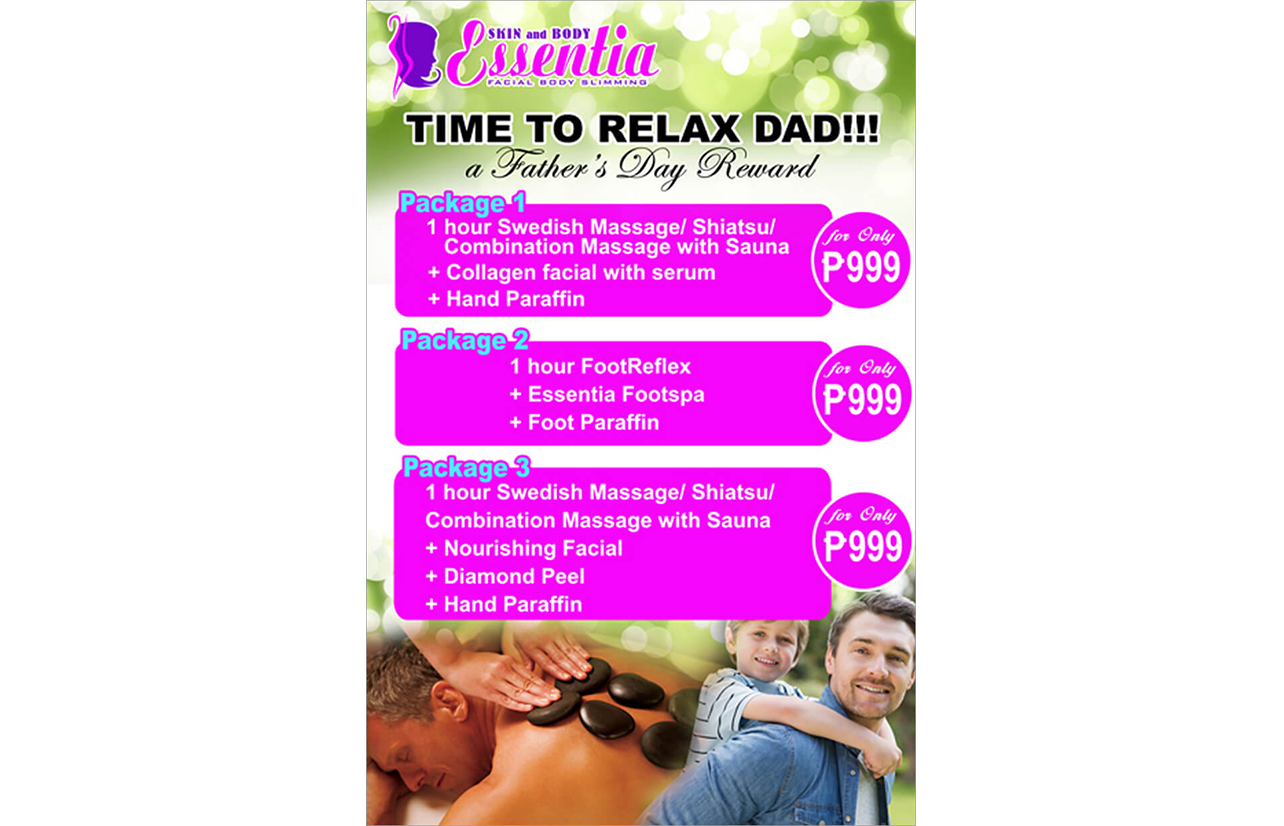 SKIN and BODY
Essentia
FACIAL BODY SLIMMING
TIME TO RELAX DAD!!!
a Father's Day Reward
Package 1
1 hour Swedish Massage/ Shiatsu/
Combination Massage with Sauna
+ Collagen facial with serum
+ Hand Paraffin
for Only
₱999
Package 2
1 hour FootReflex
+ Essentia Footspa
+ Foot Paraffin
for Only
₱999
Package 3
1 hour Swedish Massage/ Shiatsu/
Combination Massage with Sauna
+ Nourishing Facial
+ Diamond Peel
+ Hand Paraffin
for Only
₱999